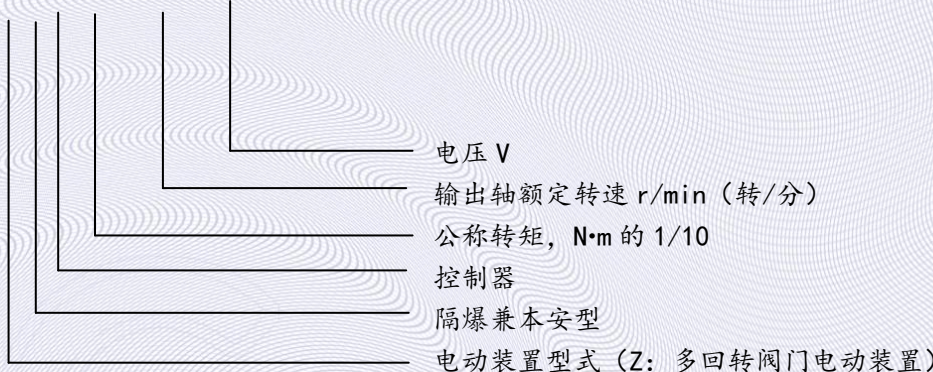 电压 V
输出轴额定转速 r/min（转/分）
公称转矩，N•m 的 1/10
控制器
隔爆兼本安型
电动装置型式（Z：多回转阀门电动装置）